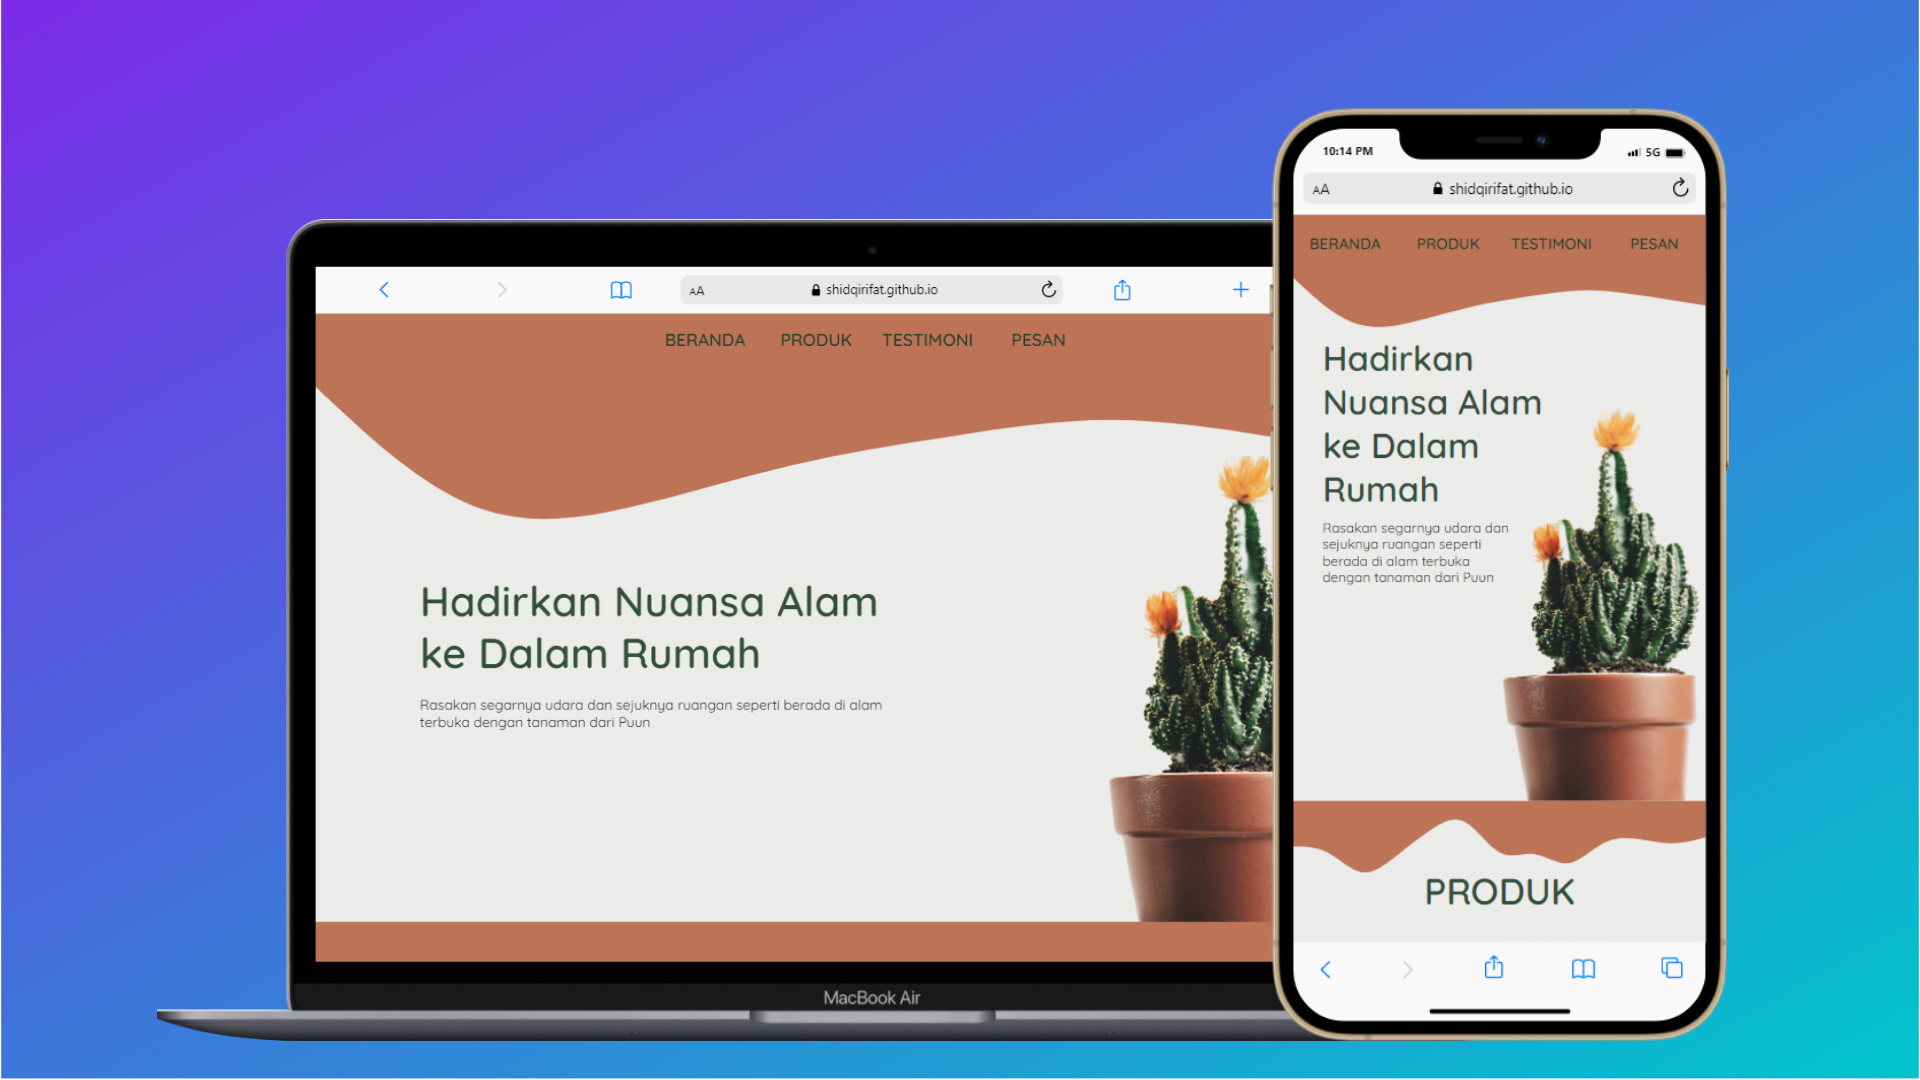 AA shidqirifat.github.io
BERANDA PRODUK TESTIMONI PESAN
Hadirkan Nuansa Alam
ke Dalam Rumah
Rasakan segarnya udara dan sejuknya ruangan seperti berada di alam
terbuka dengan tanaman dari Puun
MacBook Air
10:14 PM 5G
AA shidqirifat.github.io
BERANDA PRODUK TESTIMONI PESAN
Hadirkan
Nuansa Alam
ke Dalam
Rumah
Rasakan segarnya udara dan
sejuknya ruangan seperti
berada di alam terbuka
dengan tanaman dari Puun
PRODUK